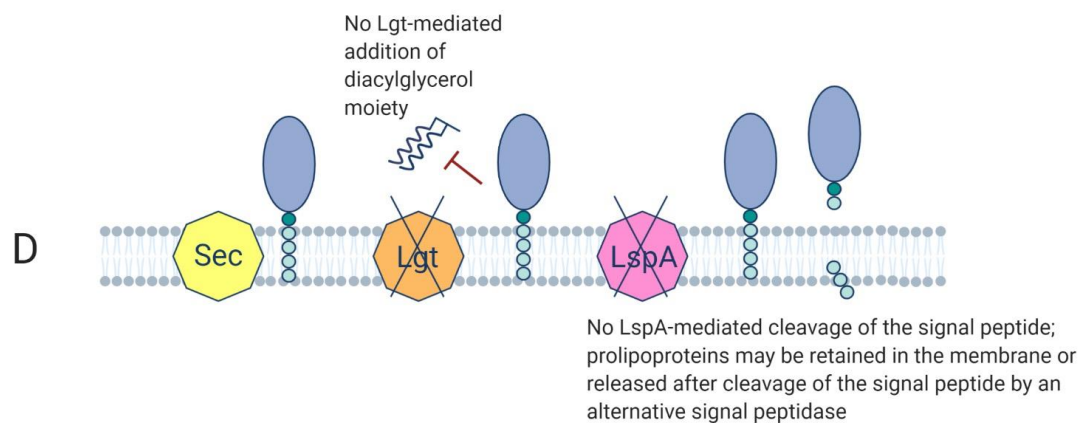 No Lgt-mediated
addition of
diacylglycerol
moiety
D
Sec
Lgt
LspA
No LspA-mediated cleavage of the signal peptide;
prolipoproteins may be retained in the membrane or
released after cleavage of the signal peptide by an
alternative signal peptidase